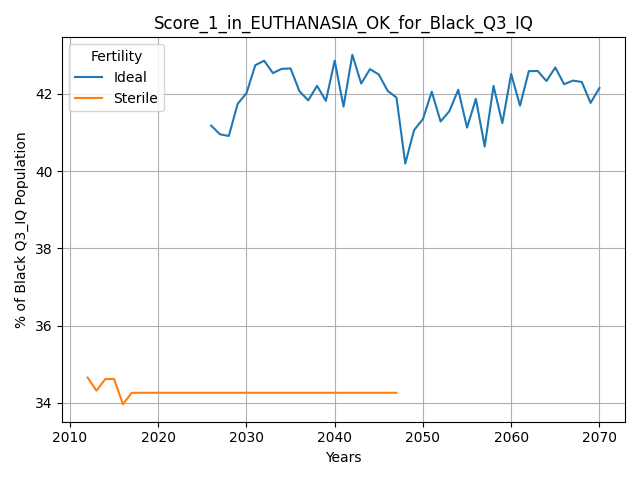 Score_1_in_EUTHANASIA_OK_for_Black_Q3_IQ
Fertility
Ideal
Sterile
% of Black Q3_IQ Population
42
40
38
36
34
2010
2020
2030
2040
2050
2060
2070
Years